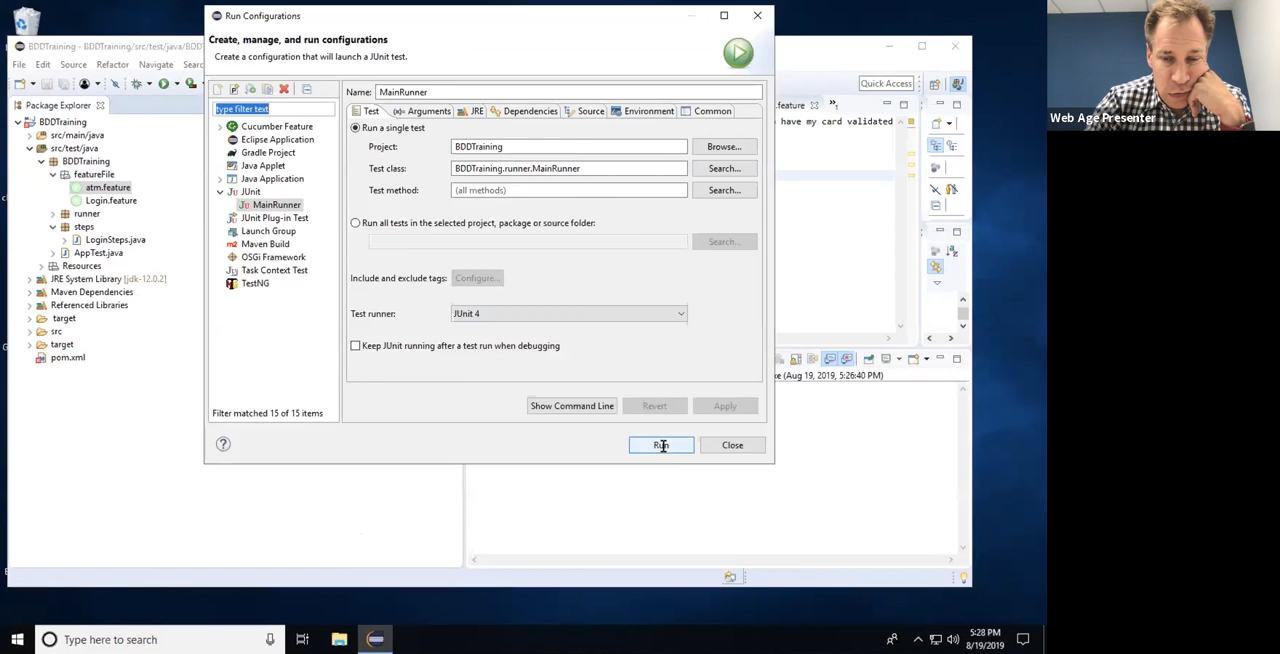 Run Configurations
Create, manage, and run configurations
Create a configuration that will launch a JUnit test.
BDDTraining - BDDTraining/src/test/java/BDDT
File Edit Source Refactor Navigate
Quick Access
Package Explorer
BDDTraining
src/main/java
src/test/java
BDDTraining
featureFile
atm.feature
Login.feature
runner
steps
LoginSteps.java
AppTest.java
Resources
JRE System Library [jdk-12.0.2]
Maven Dependencies
Referenced Libraries
target
src
target
pom.xml
type filter text
Cucumber Feature
Eclipse Application
Gradle Project
Java Applet
Java Application
JUnit
MainRunner
JUnit Plug-in Test
Launch Group
Maven Build
OSGi Framework
Task Context Test
TestNG
Filter matched 15 of 15 items
Name: MainRunner
Test Arguments JRE Dependencies Source Environment Common
Run a single test
Project: BDDTraining Browse...
Test class: BDDTraining.runner.MainRunner Search...
Test method: (all methods) Search...
Run all tests in the selected project, package or source folder:
Search...
Include and exclude tags: Configure...
Test runner: JUnit 4
Keep JUnit running after a test run when debugging
Show Command Line Revert Apply
Run Close
.feature
have my card validated
(Aug 19, 2019, 5:26:40 PM)
Web Age Presenter
Type here to search
5:28 PM
8/19/2019